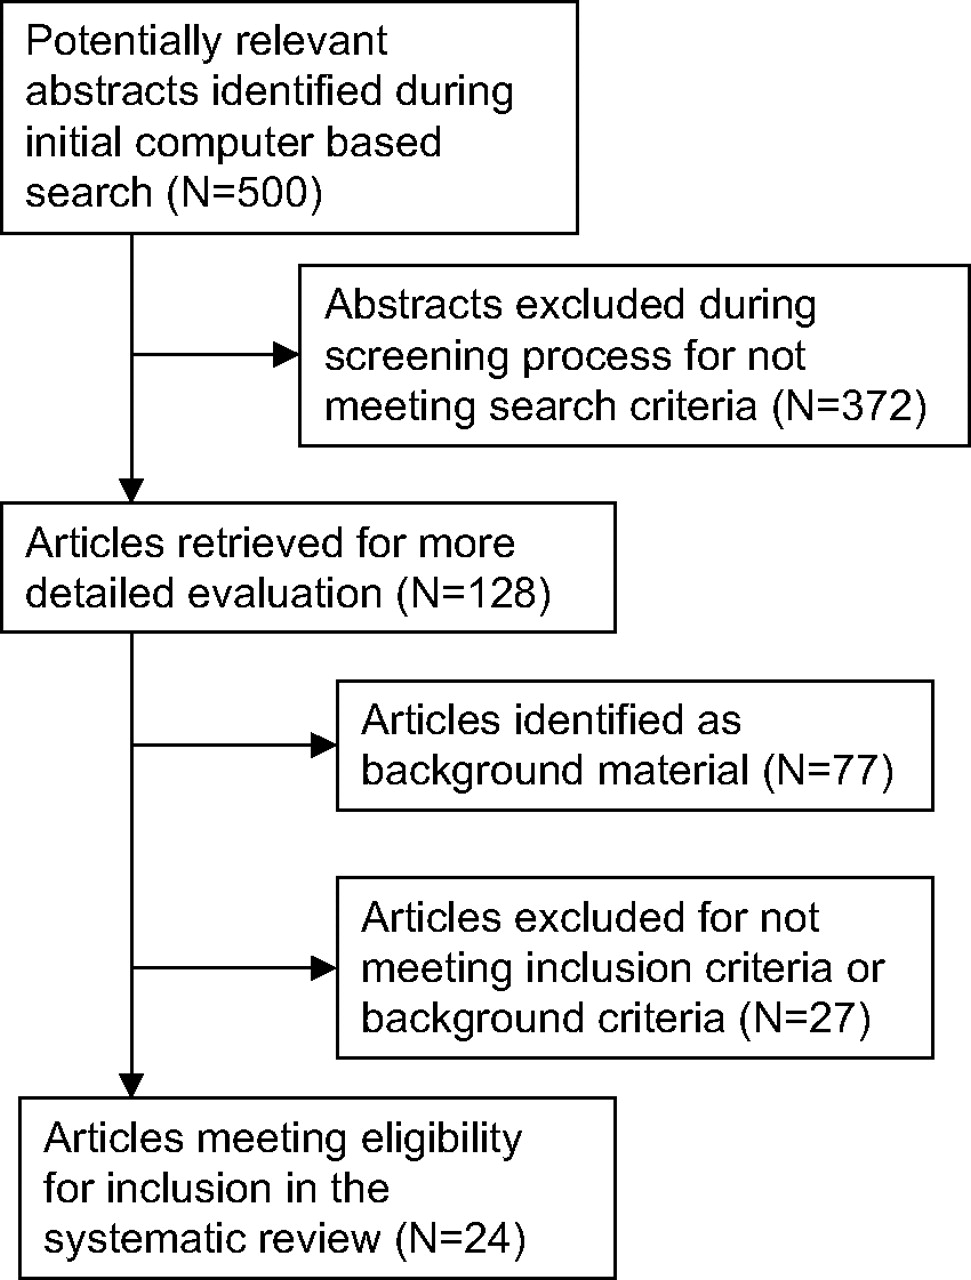 Potentially relevant
abstracts identified during
initial computer based
search (N=500)
Abstracts excluded during
screening process for not
meeting search criteria (N=372)
Articles retrieved for more
detailed evaluation (N=128)
Articles identified as
background material (N=77)
Articles excluded for not
meeting inclusion criteria or
background criteria (N=27)
Articles meeting eligibility
for inclusion in the
systematic review (N=24)